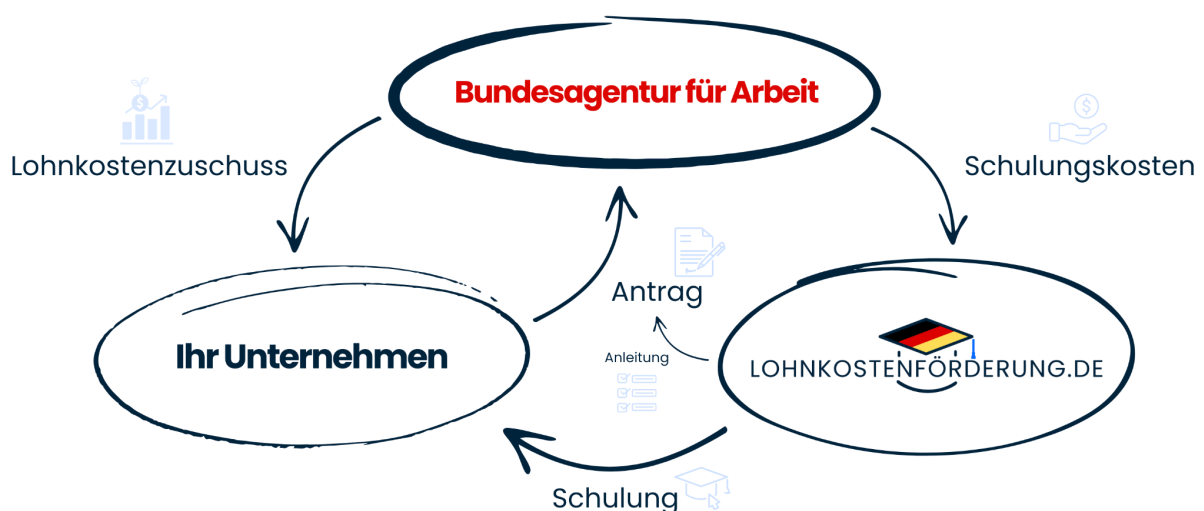 Bundesagentur für Arbeit
Lohnkostenzuschuss
Schulungskosten
Antrag
Ihr Unternehmen
Anleitung
LOHNKOSTENFÖRDERUNG.DE
Schulung